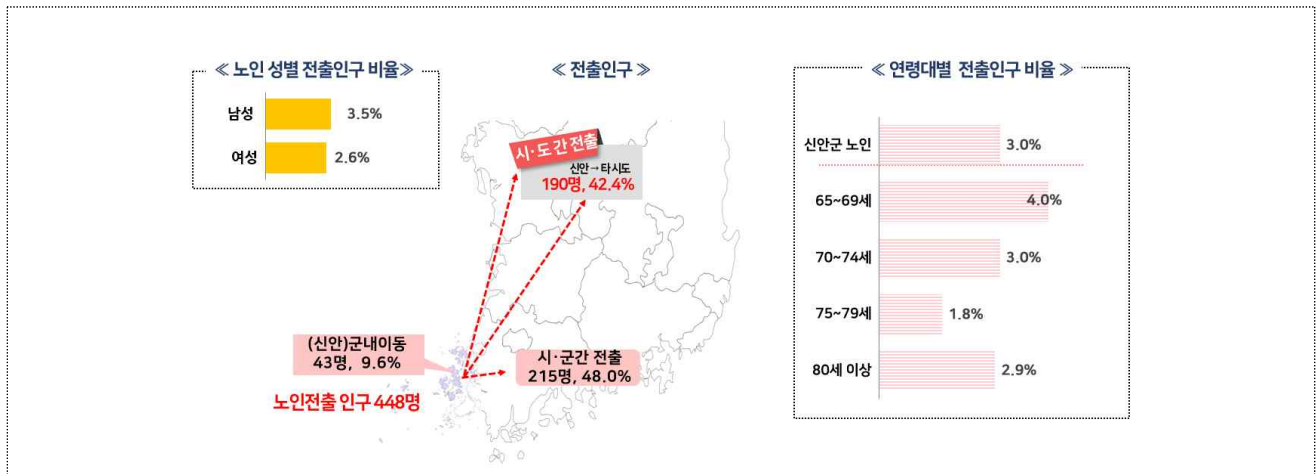 ≪ 노인 성별 전출인구 비율≫
남성
3.5%
여성
2.6%
≪ 전출인구 ≫
시·도 간 전출
신안→타시도
190명, 42.4%
(신안)군내이동
43명, 9.6%
시·군간 전출
215명, 48.0%
노인전출 인구 448명
≪ 연령대별 전출인구 비율 ≫
신안군 노인
3.0%
65~69세
4.0%
70~74세
3.0%
75~79세
1.8%
80세 이상
2.9%